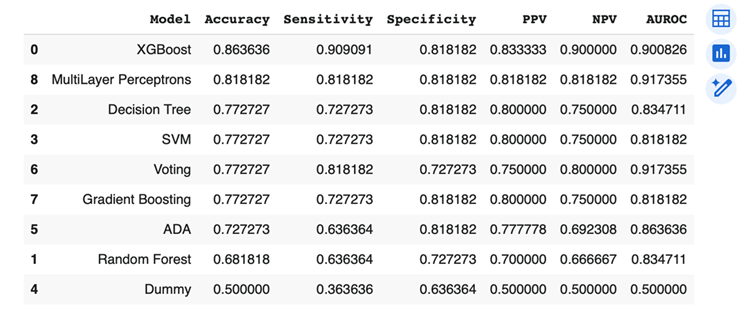 Model Accuracy Sensitivity Specificity PPV NPV AUROC
0 XGBoost 0.863636 0.909091 0.818182 0.833333 0.900000 0.900826
8 MultiLayer Perceptrons 0.818182 0.818182 0.818182 0.818182 0.818182 0.917355
2 Decision Tree 0.772727 0.727273 0.818182 0.800000 0.750000 0.834711
3 SVM 0.772727 0.727273 0.818182 0.800000 0.750000 0.818182
6 Voting 0.772727 0.818182 0.727273 0.750000 0.800000 0.917355
7 Gradient Boosting 0.772727 0.727273 0.818182 0.800000 0.750000 0.818182
5 ADA 0.727273 0.636364 0.818182 0.777778 0.692308 0.863636
1 Random Forest 0.681818 0.636364 0.727273 0.700000 0.666667 0.834711
4 Dummy 0.500000 0.363636 0.636364 0.500000 0.500000 0.500000